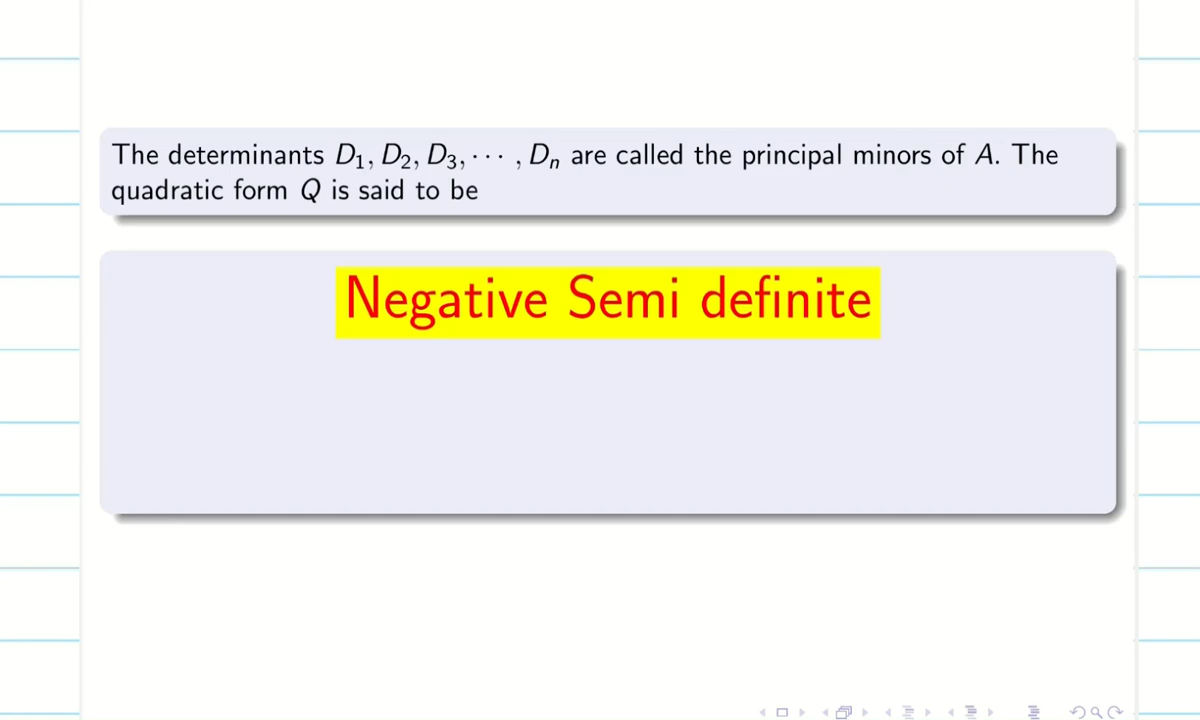 The determinants D₁, D₂, D₃, ⋯ , Dₙ are called the principal minors of A. The
quadratic form Q is said to be
Negative Semi definite